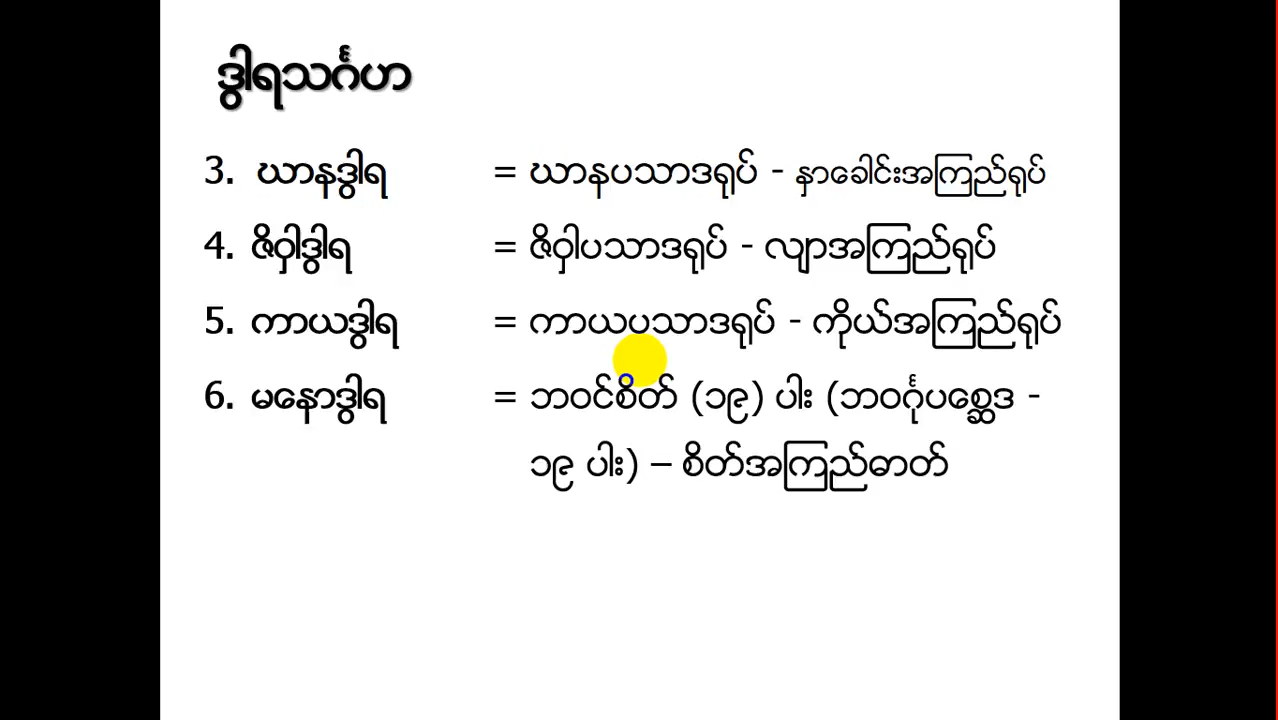 ဒွါရသင်္ဂဟ
3. ဃာနဒွါရ = ဃာနပသာဒရုပ် - နှာခေါင်းအကြည်ရုပ်
4. ဇိဝှါဒွါရ = ဇိဝှါပသာဒရုပ် - လျာအကြည်ရုပ်
5. ကာယဒွါရ = ကာယပသာဒရုပ် - ကိုယ်အကြည်ရုပ်
6. မနောဒွါရ = ဘဝင်စိတ် (၁၉) ပါး (ဘဝင်္ဂုပစ္ဆေဒ -
၁၉ ပါး) – စိတ်အကြည်ဓာတ်